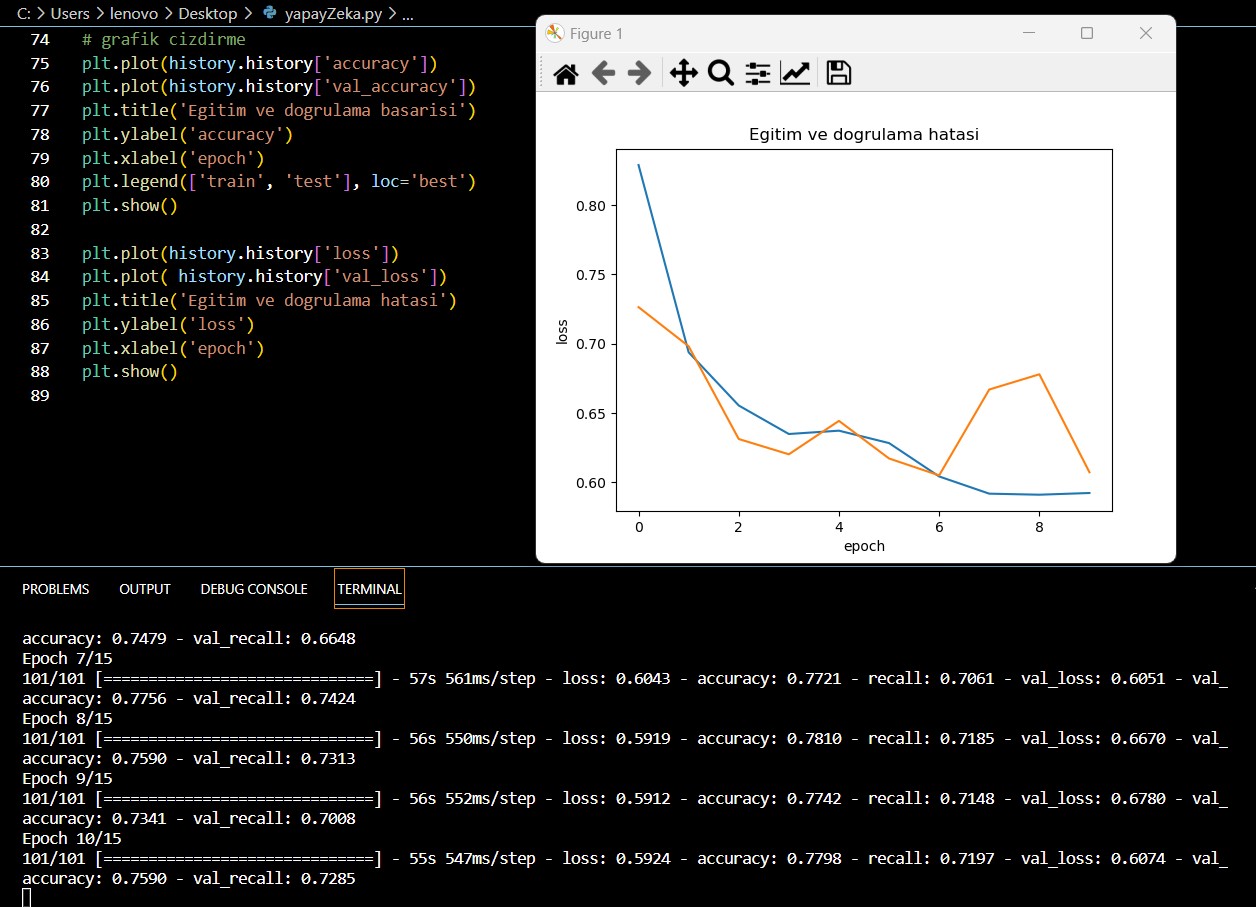 C: > Users > lenovo > Desktop > yapayZeka.py > ...
74 # grafik cizdirme
75 plt.plot(history.history['accuracy'])
76 plt.plot(history.history['val_accuracy'])
77 plt.title('Egitim ve dogrulama basarisi')
78 plt.ylabel('accuracy')
79 plt.xlabel('epoch')
80 plt.legend(['train', 'test'], loc='best')
81 plt.show()
82
83 plt.plot(history.history['loss'])
84 plt.plot( history.history['val_loss'])
85 plt.title('Egitim ve dogrulama hatasi')
86 plt.ylabel('loss')
87 plt.xlabel('epoch')
88 plt.show()
89
Figure 1
Egitim ve dogrulama hatasi
0.80
0.75
0.70
0.65
0.60
loss
0 2 4 6 8
epoch
PROBLEMS OUTPUT DEBUG CONSOLE TERMINAL
accuracy: 0.7479 - val_recall: 0.6648
Epoch 7/15
101/101 [==============================] - 57s 561ms/step - loss: 0.6043 - accuracy: 0.7721 - recall: 0.7061 - val_loss: 0.6051 - val_
accuracy: 0.7756 - val_recall: 0.7424
Epoch 8/15
101/101 [==============================] - 56s 550ms/step - loss: 0.5919 - accuracy: 0.7810 - recall: 0.7185 - val_loss: 0.6670 - val_
accuracy: 0.7590 - val_recall: 0.7313
Epoch 9/15
101/101 [==============================] - 56s 552ms/step - loss: 0.5912 - accuracy: 0.7742 - recall: 0.7148 - val_loss: 0.6780 - val_
accuracy: 0.7341 - val_recall: 0.7008
Epoch 10/15
101/101 [==============================] - 55s 547ms/step - loss: 0.5924 - accuracy: 0.7798 - recall: 0.7197 - val_loss: 0.6074 - val_
accuracy: 0.7590 - val_recall: 0.7285